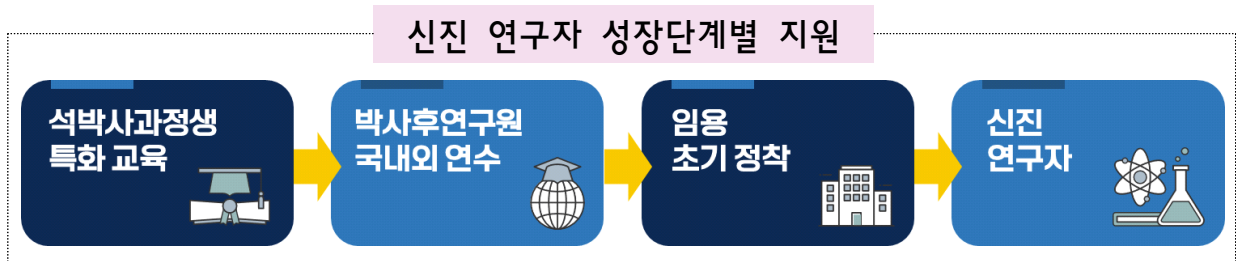 신진 연구자 성장단계별 지원
석박사과정생
특화 교육
박사후연구원
국내외 연수
임용
초기 정착
신진
연구자